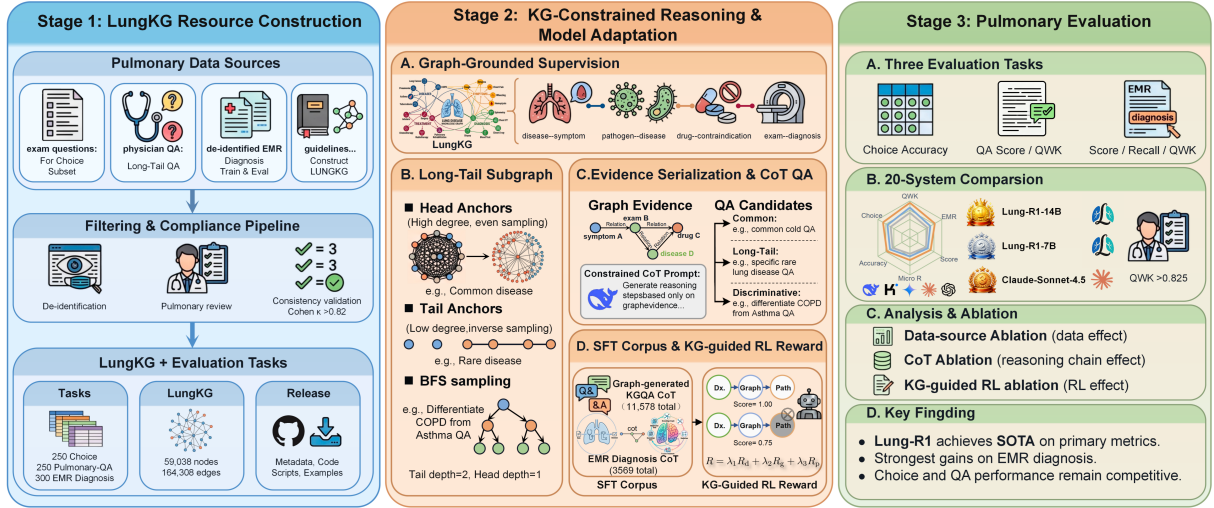 Stage 1: LungKG Resource Construction
Pulmonary Data Sources
exam questions:
For Choice
Subset
physician QA:
Long-Tail QA
de-identified EMR
Diagnosis
Train & Eval
guidelines...
Construct
LUNGKG
Filtering & Compliance Pipeline
De-identification
Pulmonary review
= 3
= 3
=
Consistency validation
Cohen κ >0.82
LungKG + Evaluation Tasks
Tasks
250 Choice
250 Pulmonary-QA
300 EMR Diagnosis
LungKG
59,038 nodes
164,308 edges
Release
Metadata, Code
Scripts, Examples
Stage 2: KG-Constrained Reasoning &
Model Adaptation
A. Graph-Grounded Supervision
LungKG
disease--symptom
pathogen--disease
drug--contraindication
exam--diagnosis
B. Long-Tail Subgraph
Head Anchors
(High degree, even sampling)
e.g., Common disease
Tail Anchors
(Low degree,inverse sampling)
e.g., Rare disease
BFS sampling
e.g., Differentiate
COPD from
Asthma QA
Tail depth=2, Head depth=1
C.Evidence Serialization & CoT QA
Graph Evidence
exam B
Relation
Relation
symptom A
drug C
Relation
Relation
disease D
Constrained CoT Prompt:
Generate reasoning
stepsbased only on
graphevidence...
QA Candidates
Common:
e.g., common cold QA
Long-Tail:
e.g., specific rare
lung disease QA
Discriminative:
e.g., differentiate COPD
from Asthma QA
D. SFT Corpus & KG-guided RL Reward
Q&
&A
Graph-generated
KGQA CoT
(11,578 total)
cot
EMR Diagnosis CoT
(3569 total)
SFT Corpus
Dx.
Graph
Path
Score= 1.00
Dx.
Graph
Path
Score= 0.75
R = λ₁R_d + λ₂R_g + λ₃R_p
KG-Guided RL Reward
Stage 3: Pulmonary Evaluation
A. Three Evaluation Tasks
Choice Accuracy
QA Score / QWK
EMR
diagnosis
Score / Recall / QWK
B. 20-System Comparsion
QWK
Choice
EMR
Accuracy
Score
Micro R
Lung-R1-14B
Lung-R1-7B
Claude-Sonnet-4.5
QWK >0.825
C. Analysis & Ablation
Data-source Ablation (data effect)
CoT Ablation (reasoning chain effect)
KG-guided RL ablation (RL effect)
D. Key Fingding
Lung-R1 achieves SOTA on primary metrics.
Strongest gains on EMR diagnosis.
Choice and QA performance remain competitive.